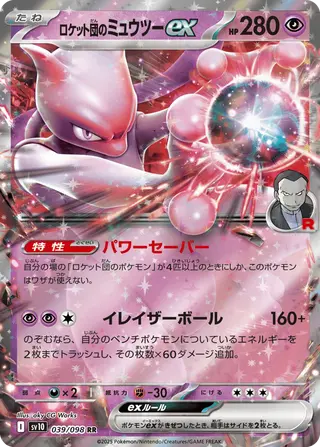 たね
ロケット団のミュウツーex HP280
特性 パワーセーバー
自分の場の「ロケット団のポケモン」が4匹以上のときにしか、このポケモン
はワザが使えない。
イレイザーボール 160+
のぞむなら、自分のベンチポケモンについているエネルギーを
2枚までトラッシュし、その枚数×60ダメージ追加。
Illus. oky CG Works
弱点 ×2 抵抗力 -30 にげる
I sv10 039/098 RR
exルール
ポケモンexがきぜつしたとき、相手はサイドを2枚とる。
©2025 Pokémon/Nintendo/Creatures/GAME FREAK.
R